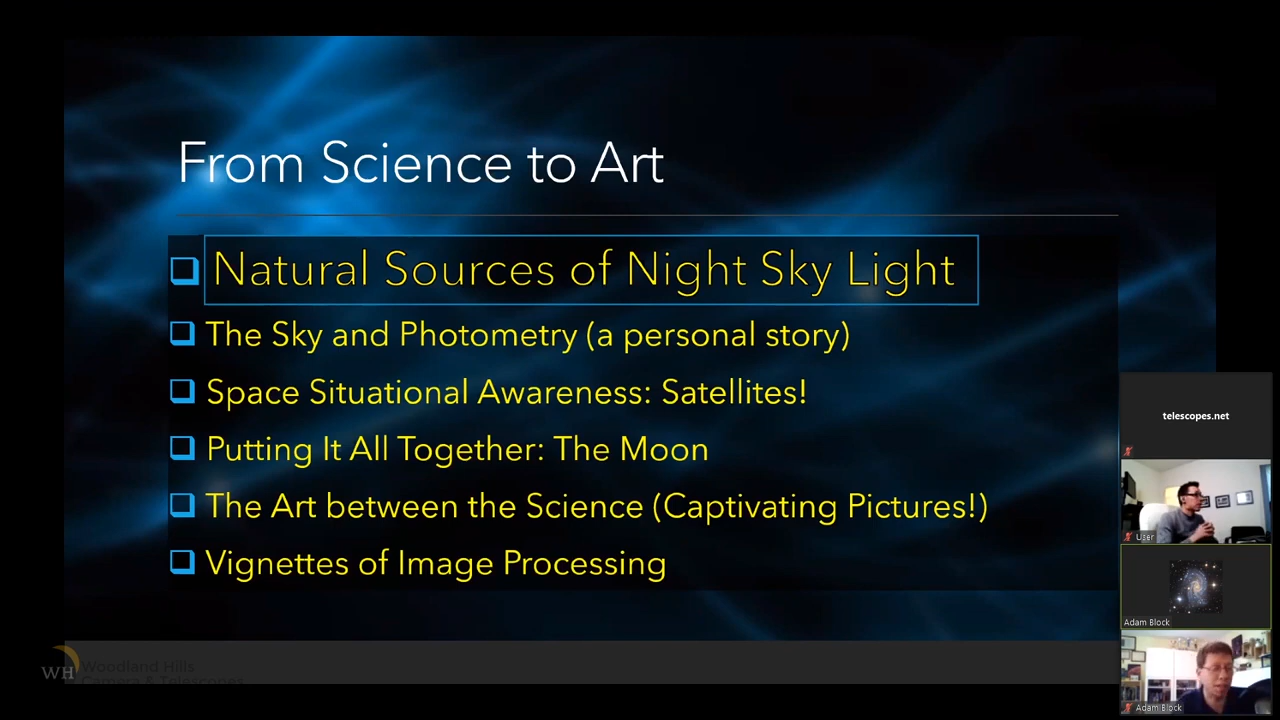 From Science to Art
Natural Sources of Night Sky Light
The Sky and Photometry (a personal story)
Space Situational Awareness: Satellites!
Putting It All Together: The Moon
The Art between the Science (Captivating Pictures!)
Vignettes of Image Processing
telescopes.net
User
Adam Block
Adam Block
WH
Woodland Hills
Camera & Telescopes